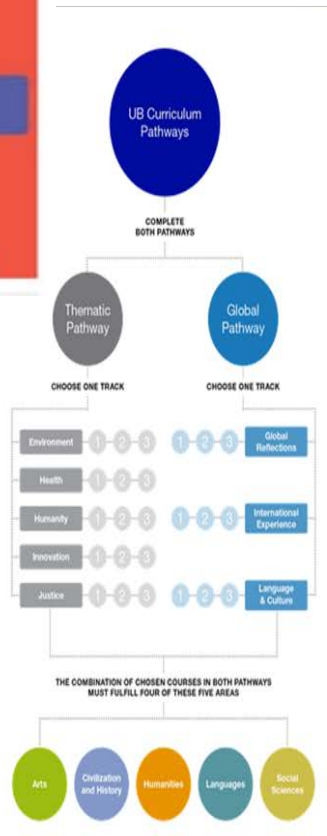 UB Curriculum
Pathways
COMPLETE
BOTH PATHWAYS
Thematic
Pathway
Global
Pathway
CHOOSE ONE TRACK
CHOOSE ONE TRACK
Environment 1 2 3
1 2 3 Global
Reflections
Health 1 2 3
Humanity 1 2 3
1 2 3 International
Experience
Innovation 1 2 3
Justice 1 2 3
1 2 3 Language
& Culture
THE COMBINATION OF CHOSEN COURSES IN BOTH PATHWAYS
MUST FULFILL FOUR OF THESE FIVE AREAS
Arts
Civilization
and History
Humanities
Languages
Social
Sciences